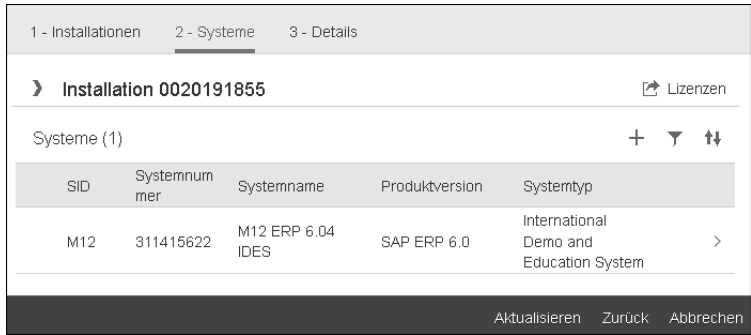 1 - Installationen 2 - Systeme 3 - Details
Installation 0020191855 Lizenzen
Systeme (1)
SID Systemnum
mer Systemname Produktversion Systemtyp
M12 311415622 M12 ERP 6.04
IDES SAP ERP 6.0 International
Demo and
Education System
Aktualisieren Zurück Abbrechen